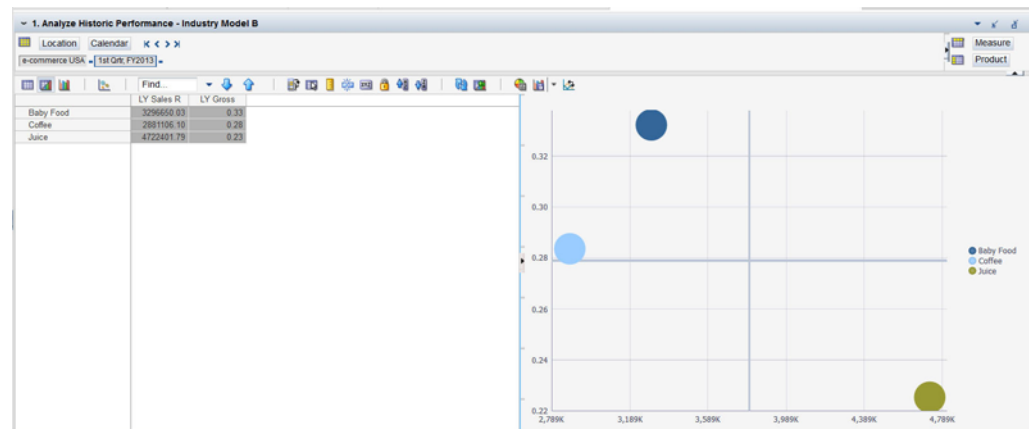 1. Analyze Historic Performance - Industry Model B
Location Calendar
Measure
e-commerce USA 1st Qrtr, FY2013
Product
Find...
LY Sales R LY Gross
Baby Food 3296650.03 0.33
Coffee 2881106.10 0.28
Juice 4722401.79 0.23
0.32
0.30
0.28
0.26
0.24
0.22
2,789K 3,189K 3,589K 3,989K 4,389K 4,789K
Baby Food
Coffee
Juice